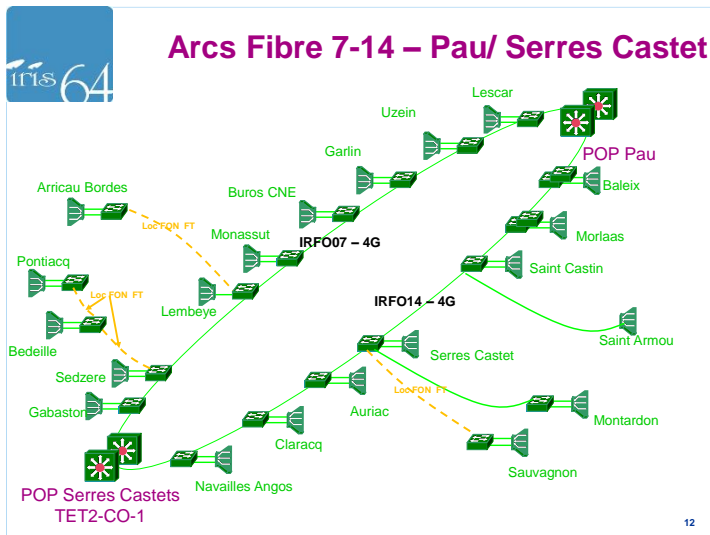 iris 64
Arcs Fibre 7-14 – Pau/ Serres Castet
Lescar
Uzein
POP Pau
Garlin
Baleix
Arricau Bordes
Buros CNE
Loc FON FT
Monassut
Morlaas
IRFO07 – 4G
Pontiacq
Saint Castin
Loc FON FT
IRFO14 – 4G
Lembeye
Bedeille
Saint Armou
Serres Castet
Sedzere
Loc FON FT
Gabaston
Auriac
Montardon
Claracq
Sauvagnon
Navailles Angos
POP Serres Castets
TET2-CO-1
12